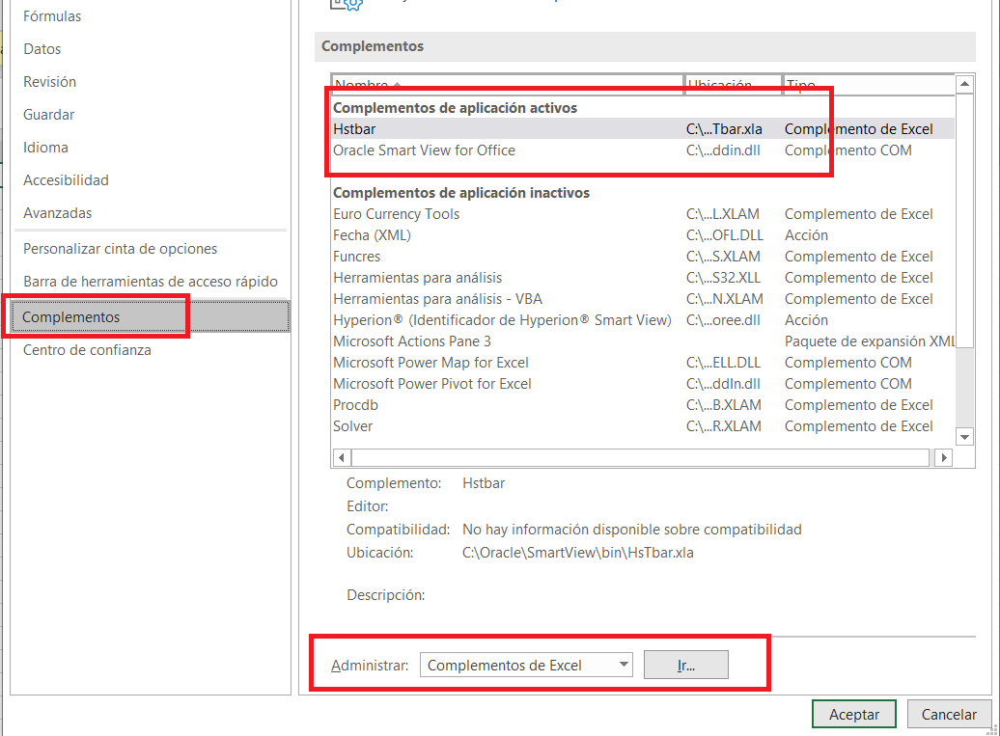 Fórmulas
Datos
Revisión
Guardar
Idioma
Accesibilidad
Avanzadas
Personalizar cinta de opciones
Barra de herramientas de acceso rápido
Complementos
Centro de confianza
Complementos
Nombre Ubicación Tipo
Complementos de aplicación activos
Hstbar C:\...Tbar.xla Complemento de Excel
Oracle Smart View for Office C:\...ddin.dll Complemento COM
Complementos de aplicación inactivos
Euro Currency Tools C:\...L.XLAM Complemento de Excel
Fecha (XML) C:\...OFL.DLL Acción
Funcres C:\...S.XLAM Complemento de Excel
Herramientas para análisis C:\...S32.XLL Complemento de Excel
Herramientas para análisis - VBA C:\...N.XLAM Complemento de Excel
Hyperion® (Identificador de Hyperion® Smart View) C:\...oree.dll Acción
Microsoft Actions Pane 3 Paquete de expansión XML
Microsoft Power Map for Excel C:\...ELL.DLL Complemento COM
Microsoft Power Pivot for Excel C:\...ddIn.dll Complemento COM
Procdb C:\...B.XLAM Complemento de Excel
Solver C:\...R.XLAM Complemento de Excel
Complemento: Hstbar
Editor:
Compatibilidad: No hay información disponible sobre compatibilidad
Ubicación: C:\Oracle\SmartView\bin\HsTbar.xla
Descripción:
Administrar: Complementos de Excel Ir...
Aceptar Cancelar